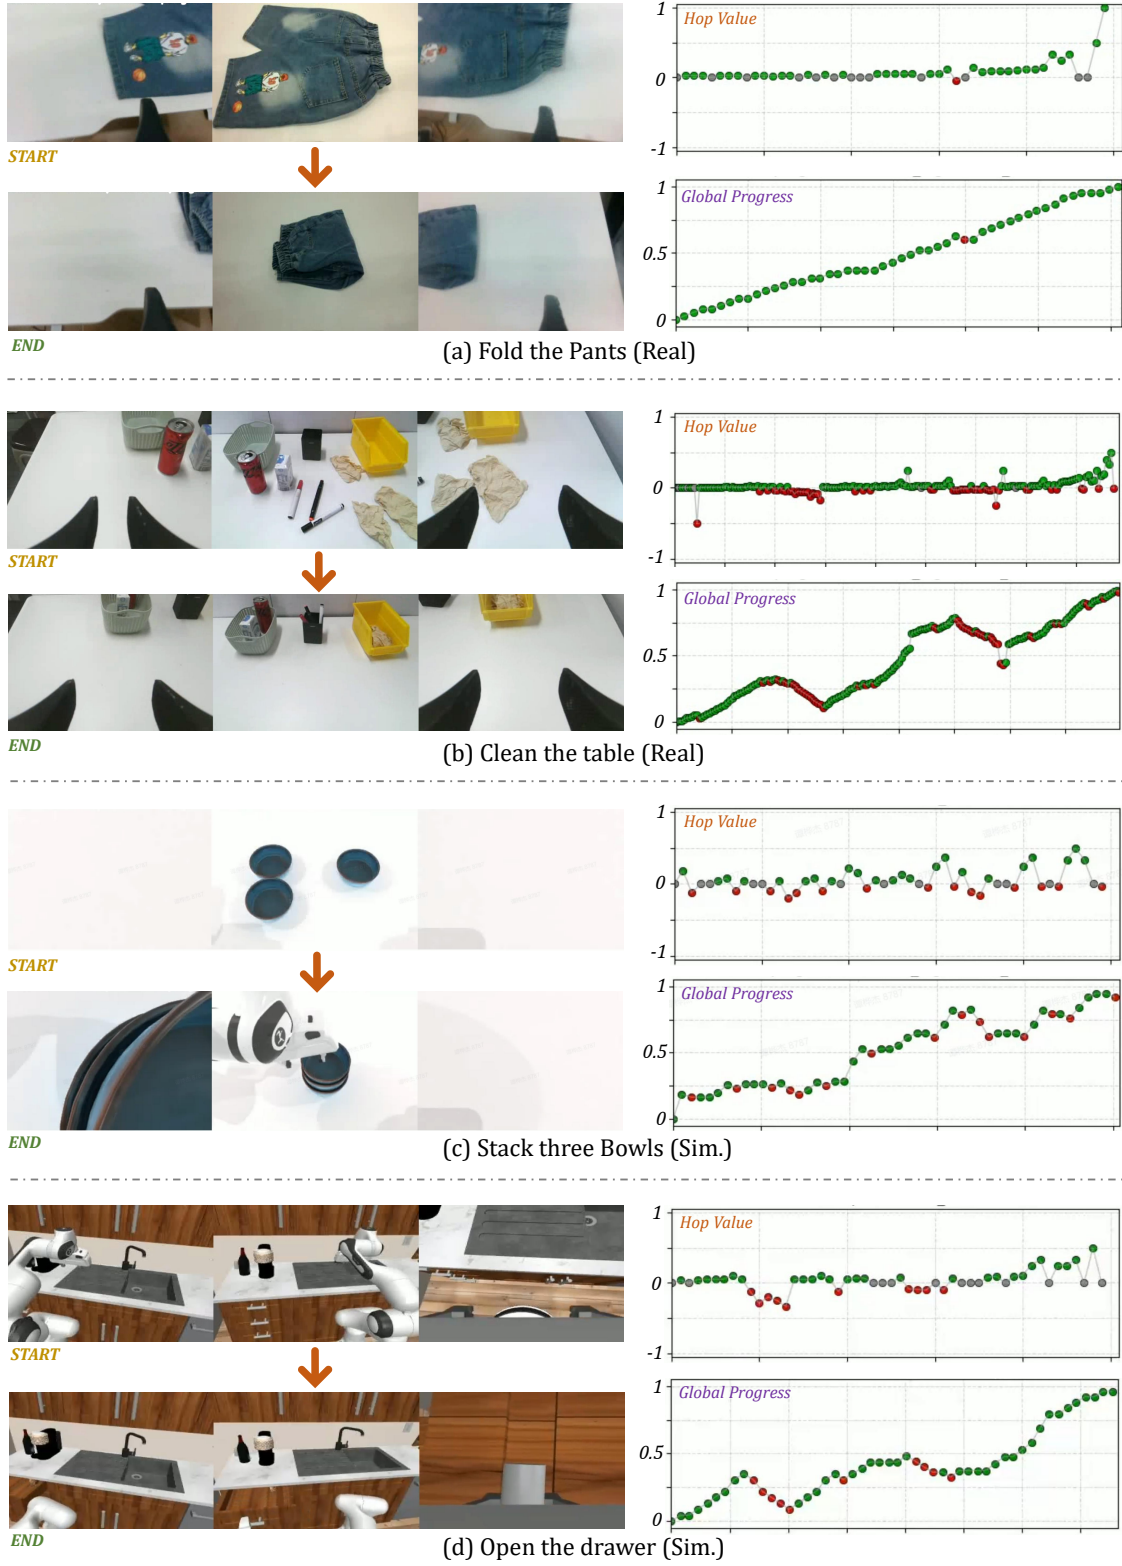 Hop Value
1
0
-1
START
Global Progress
1
0.5
0
END
(a) Fold the Pants (Real)
Hop Value
1
0
-1
START
Global Progress
1
0.5
0
END
(b) Clean the table (Real)
Hop Value
1
0
-1
START
Global Progress
1
0.5
0
END
(c) Stack three Bowls (Sim.)
Hop Value
1
0
-1
START
Global Progress
1
0.5
0
END
(d) Open the drawer (Sim.)